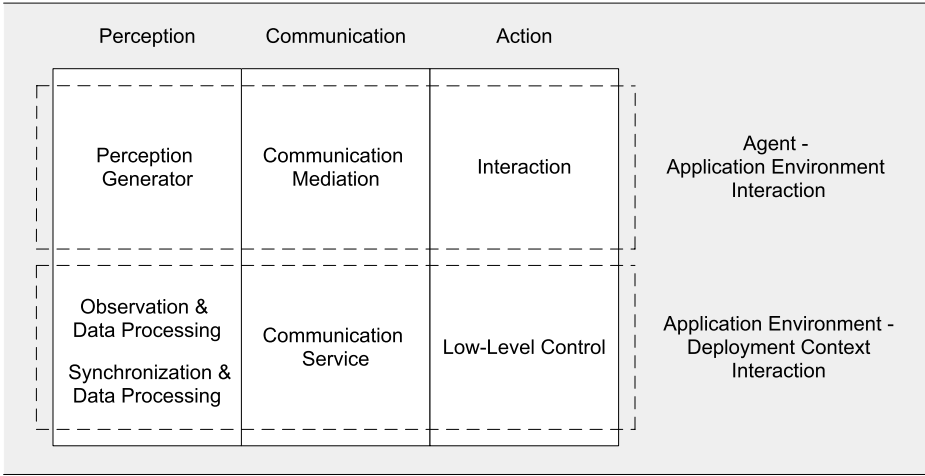 Perception
Communication
Action
Perception
Generator
Communication
Mediation
Interaction
Agent -
Application Environment
Interaction
Observation &
Data Processing
Synchronization &
Data Processing
Communication
Service
Low-Level Control
Application Environment -
Deployment Context
Interaction